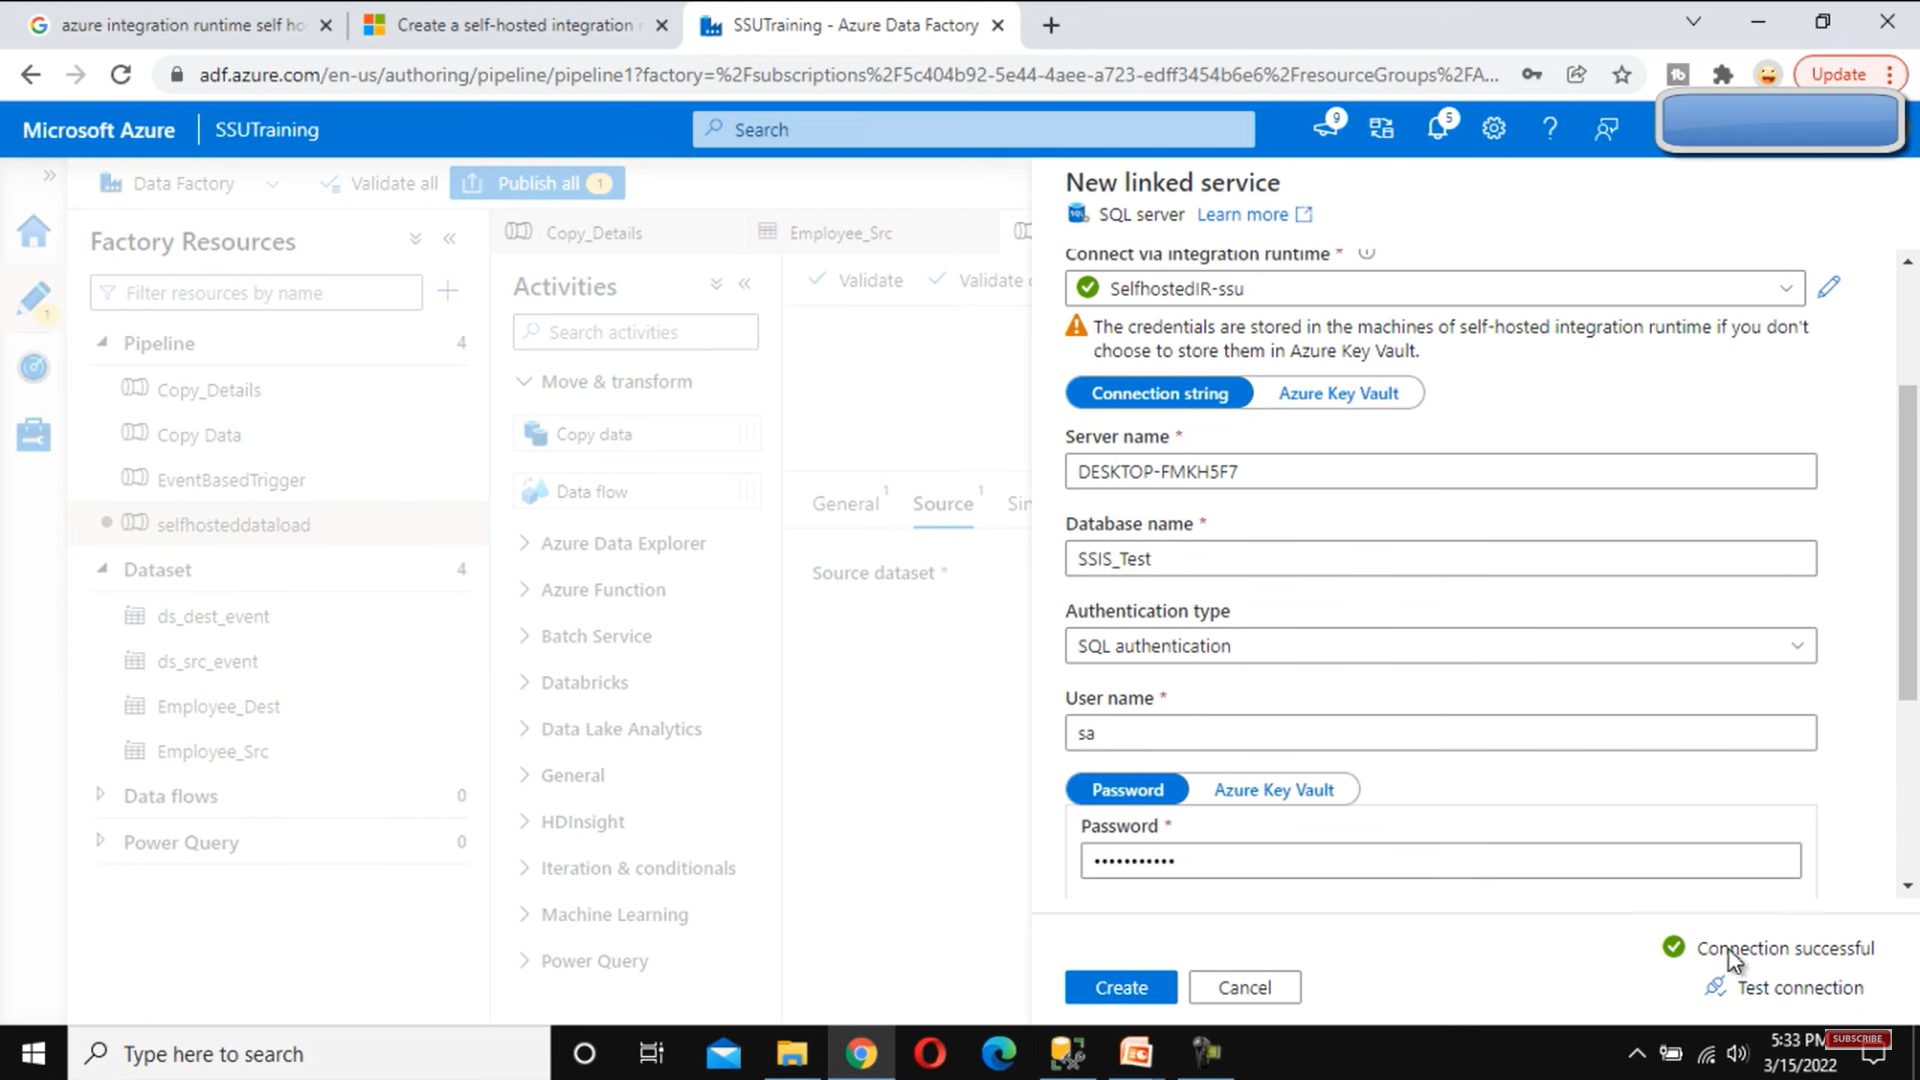 azure integration runtime self ho
Create a self-hosted integration r
SSUTraining - Azure Data Factory
adf.azure.com/en-us/authoring/pipeline/pipeline1?factory=%2Fsubscriptions%2F5c404b92-5e44-4aee-a723-edff3454b6e6%2FresourceGroups%2FA...
Update
Microsoft Azure
SSUTraining
Search
9
5
Data Factory
Validate all
Publish all 1
Factory Resources
Filter resources by name
1
Pipeline 4
Copy_Details
Copy Data
EventBasedTrigger
selfhosteddataload
Dataset 4
ds_dest_event
ds_src_event
Employee_Dest
Employee_Src
Data flows 0
Power Query 0
Copy_Details
Employee_Src
Activities
Search activities
Move & transform
Copy data
Data flow
Azure Data Explorer
Azure Function
Batch Service
Databricks
Data Lake Analytics
General
HDInsight
Iteration & conditionals
Machine Learning
Power Query
Validate
Validate
General 1
Source 1
Sin
Source dataset *
New linked service
SQL server Learn more
Connect via integration runtime *
SelfhostedIR-ssu
The credentials are stored in the machines of self-hosted integration runtime if you don't
choose to store them in Azure Key Vault.
Connection string
Azure Key Vault
Server name *
DESKTOP-FMKH5F7
Database name *
SSIS_Test
Authentication type
SQL authentication
User name *
sa
Password
Azure Key Vault
Password *
•••••••••••
Connection successful
Create
Cancel
Test connection
Type here to search
5:33 PM
SUBSCRIBE
3/15/2022